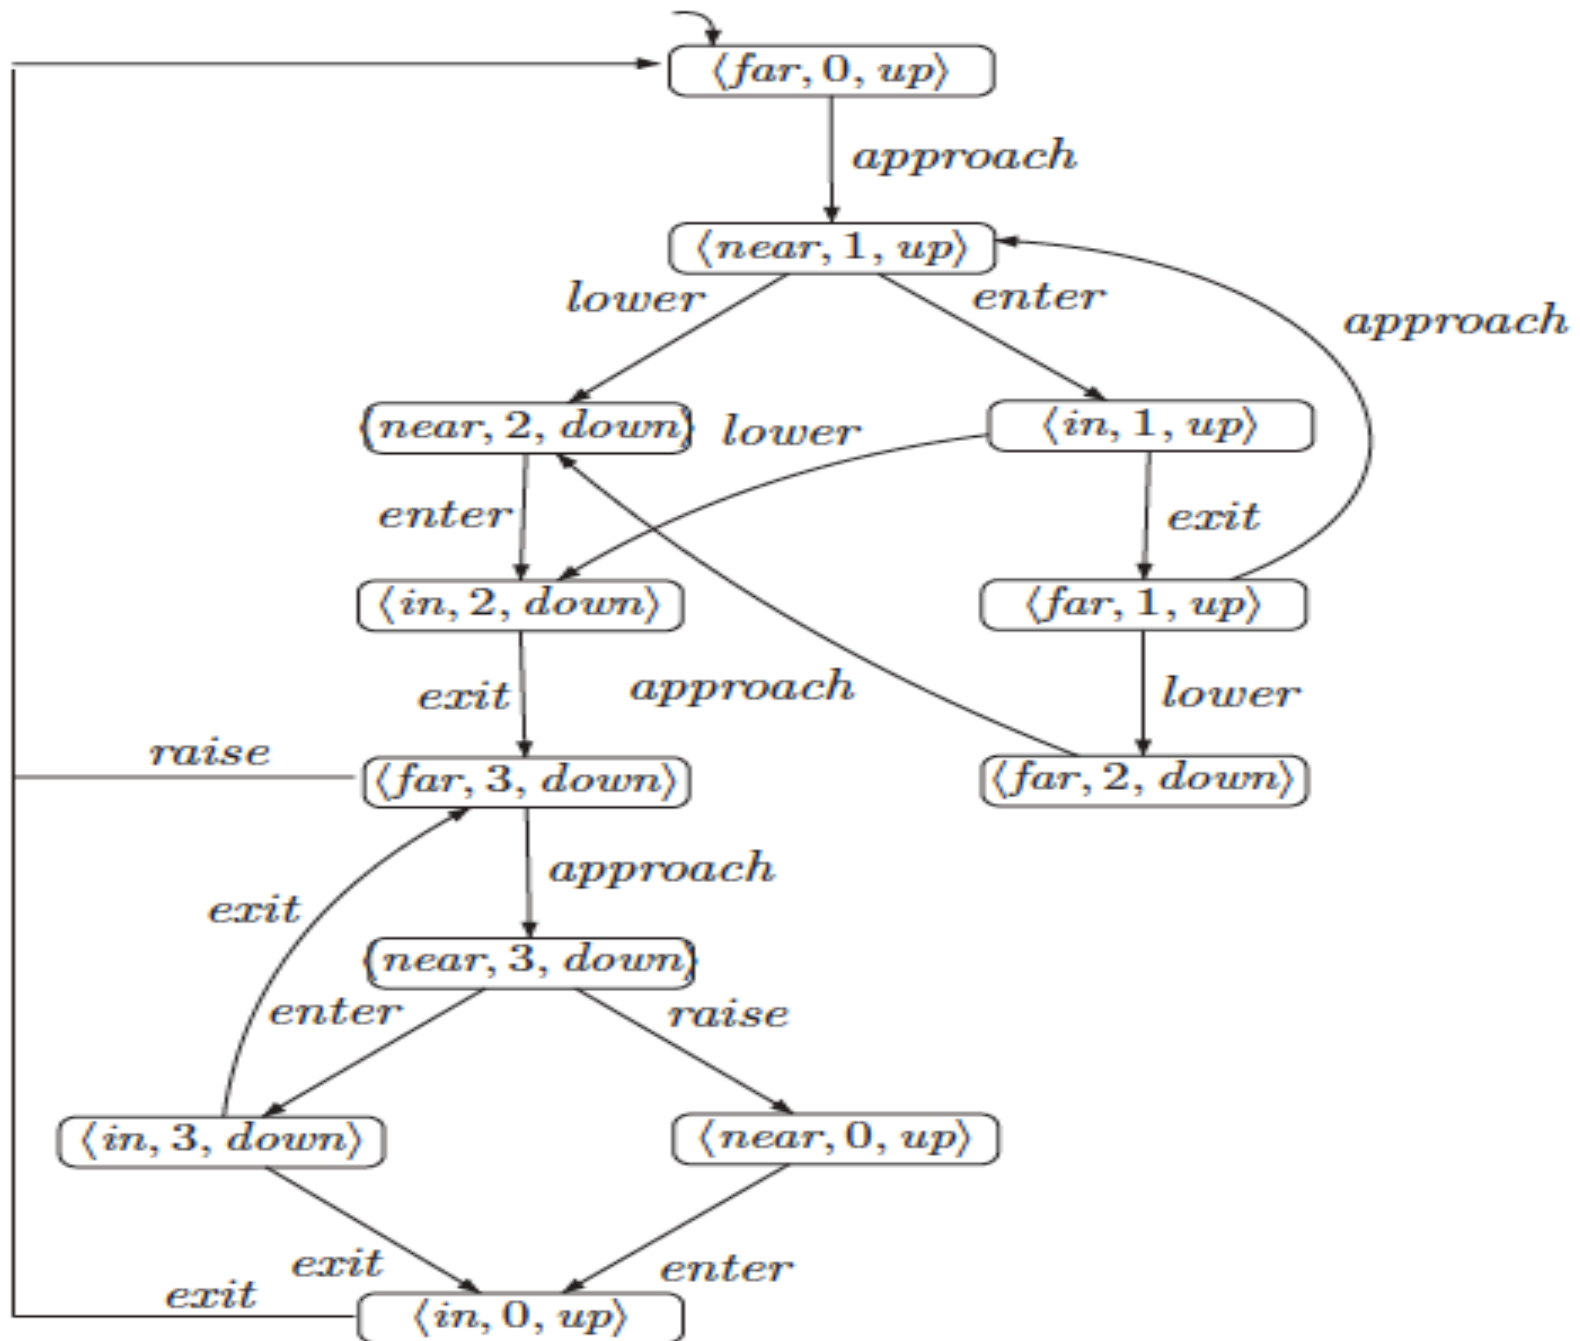 ⟨far, 0, up⟩
approach
⟨near, 1, up⟩
lower
enter
approach
⟨near, 2, down⟩
lower
⟨in, 1, up⟩
enter
exit
⟨in, 2, down⟩
⟨far, 1, up⟩
exit
approach
lower
raise
⟨far, 3, down⟩
⟨far, 2, down⟩
approach
exit
⟨near, 3, down⟩
enter
raise
⟨in, 3, down⟩
⟨near, 0, up⟩
exit
enter
exit
⟨in, 0, up⟩